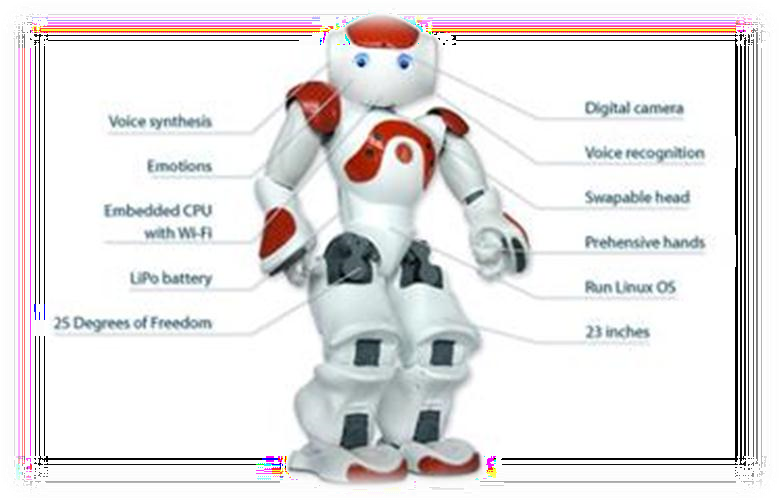 Voice synthesis
Emotions
Embedded CPU
with Wi-Fi
LiPo battery
25 Degrees of Freedom
Digital camera
Voice recognition
Swapable head
Prehensive hands
Run Linux OS
23 inches